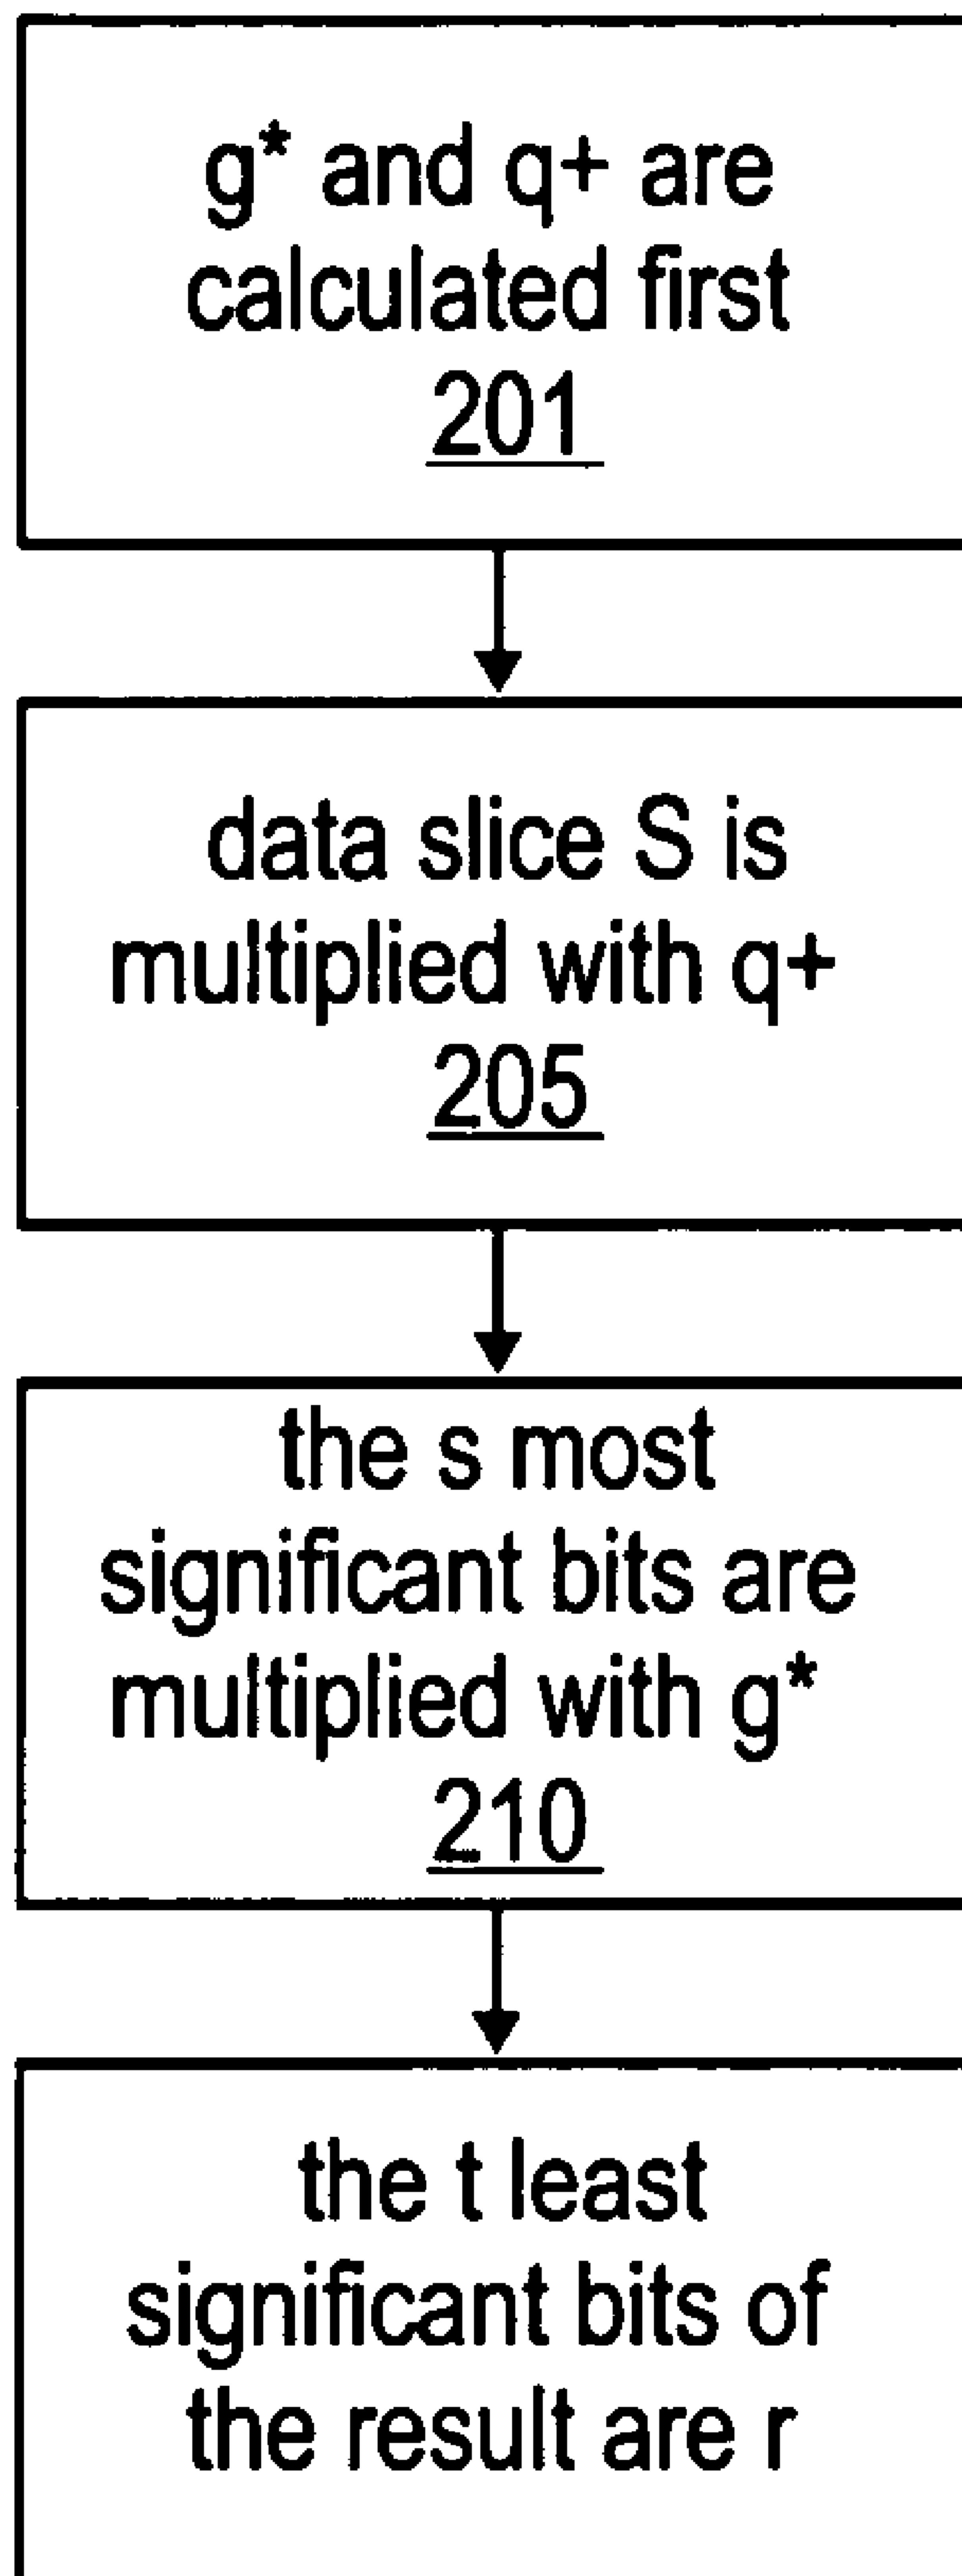 g* and q+ are
calculated first
201
data slice S is
multiplied with q+
205
the s most
significant bits are
multiplied with g*
210
the t least
significant bits of
the result are r